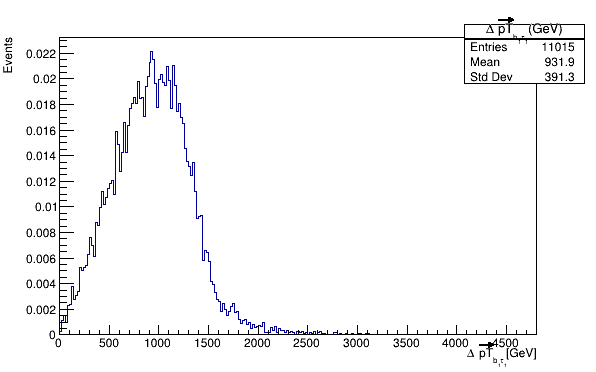 Δ pT b₁τ₁ (GeV)
Entries 11015
Mean 931.9
Std Dev 391.3
Events
0.022
0.02
0.018
0.016
0.014
0.012
0.01
0.008
0.006
0.004
0.002
0
0 500 1000 1500 2000 2500 3000 3500 4000 4500
Δ pT b₁τ₁ [GeV]